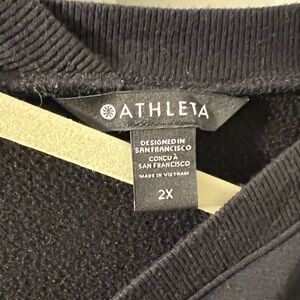 ATHLETA
DESIGNED IN
SAN FRANCISCO
CONÇU À
SAN FRANCISCO
MADE IN VIETNAM
2X